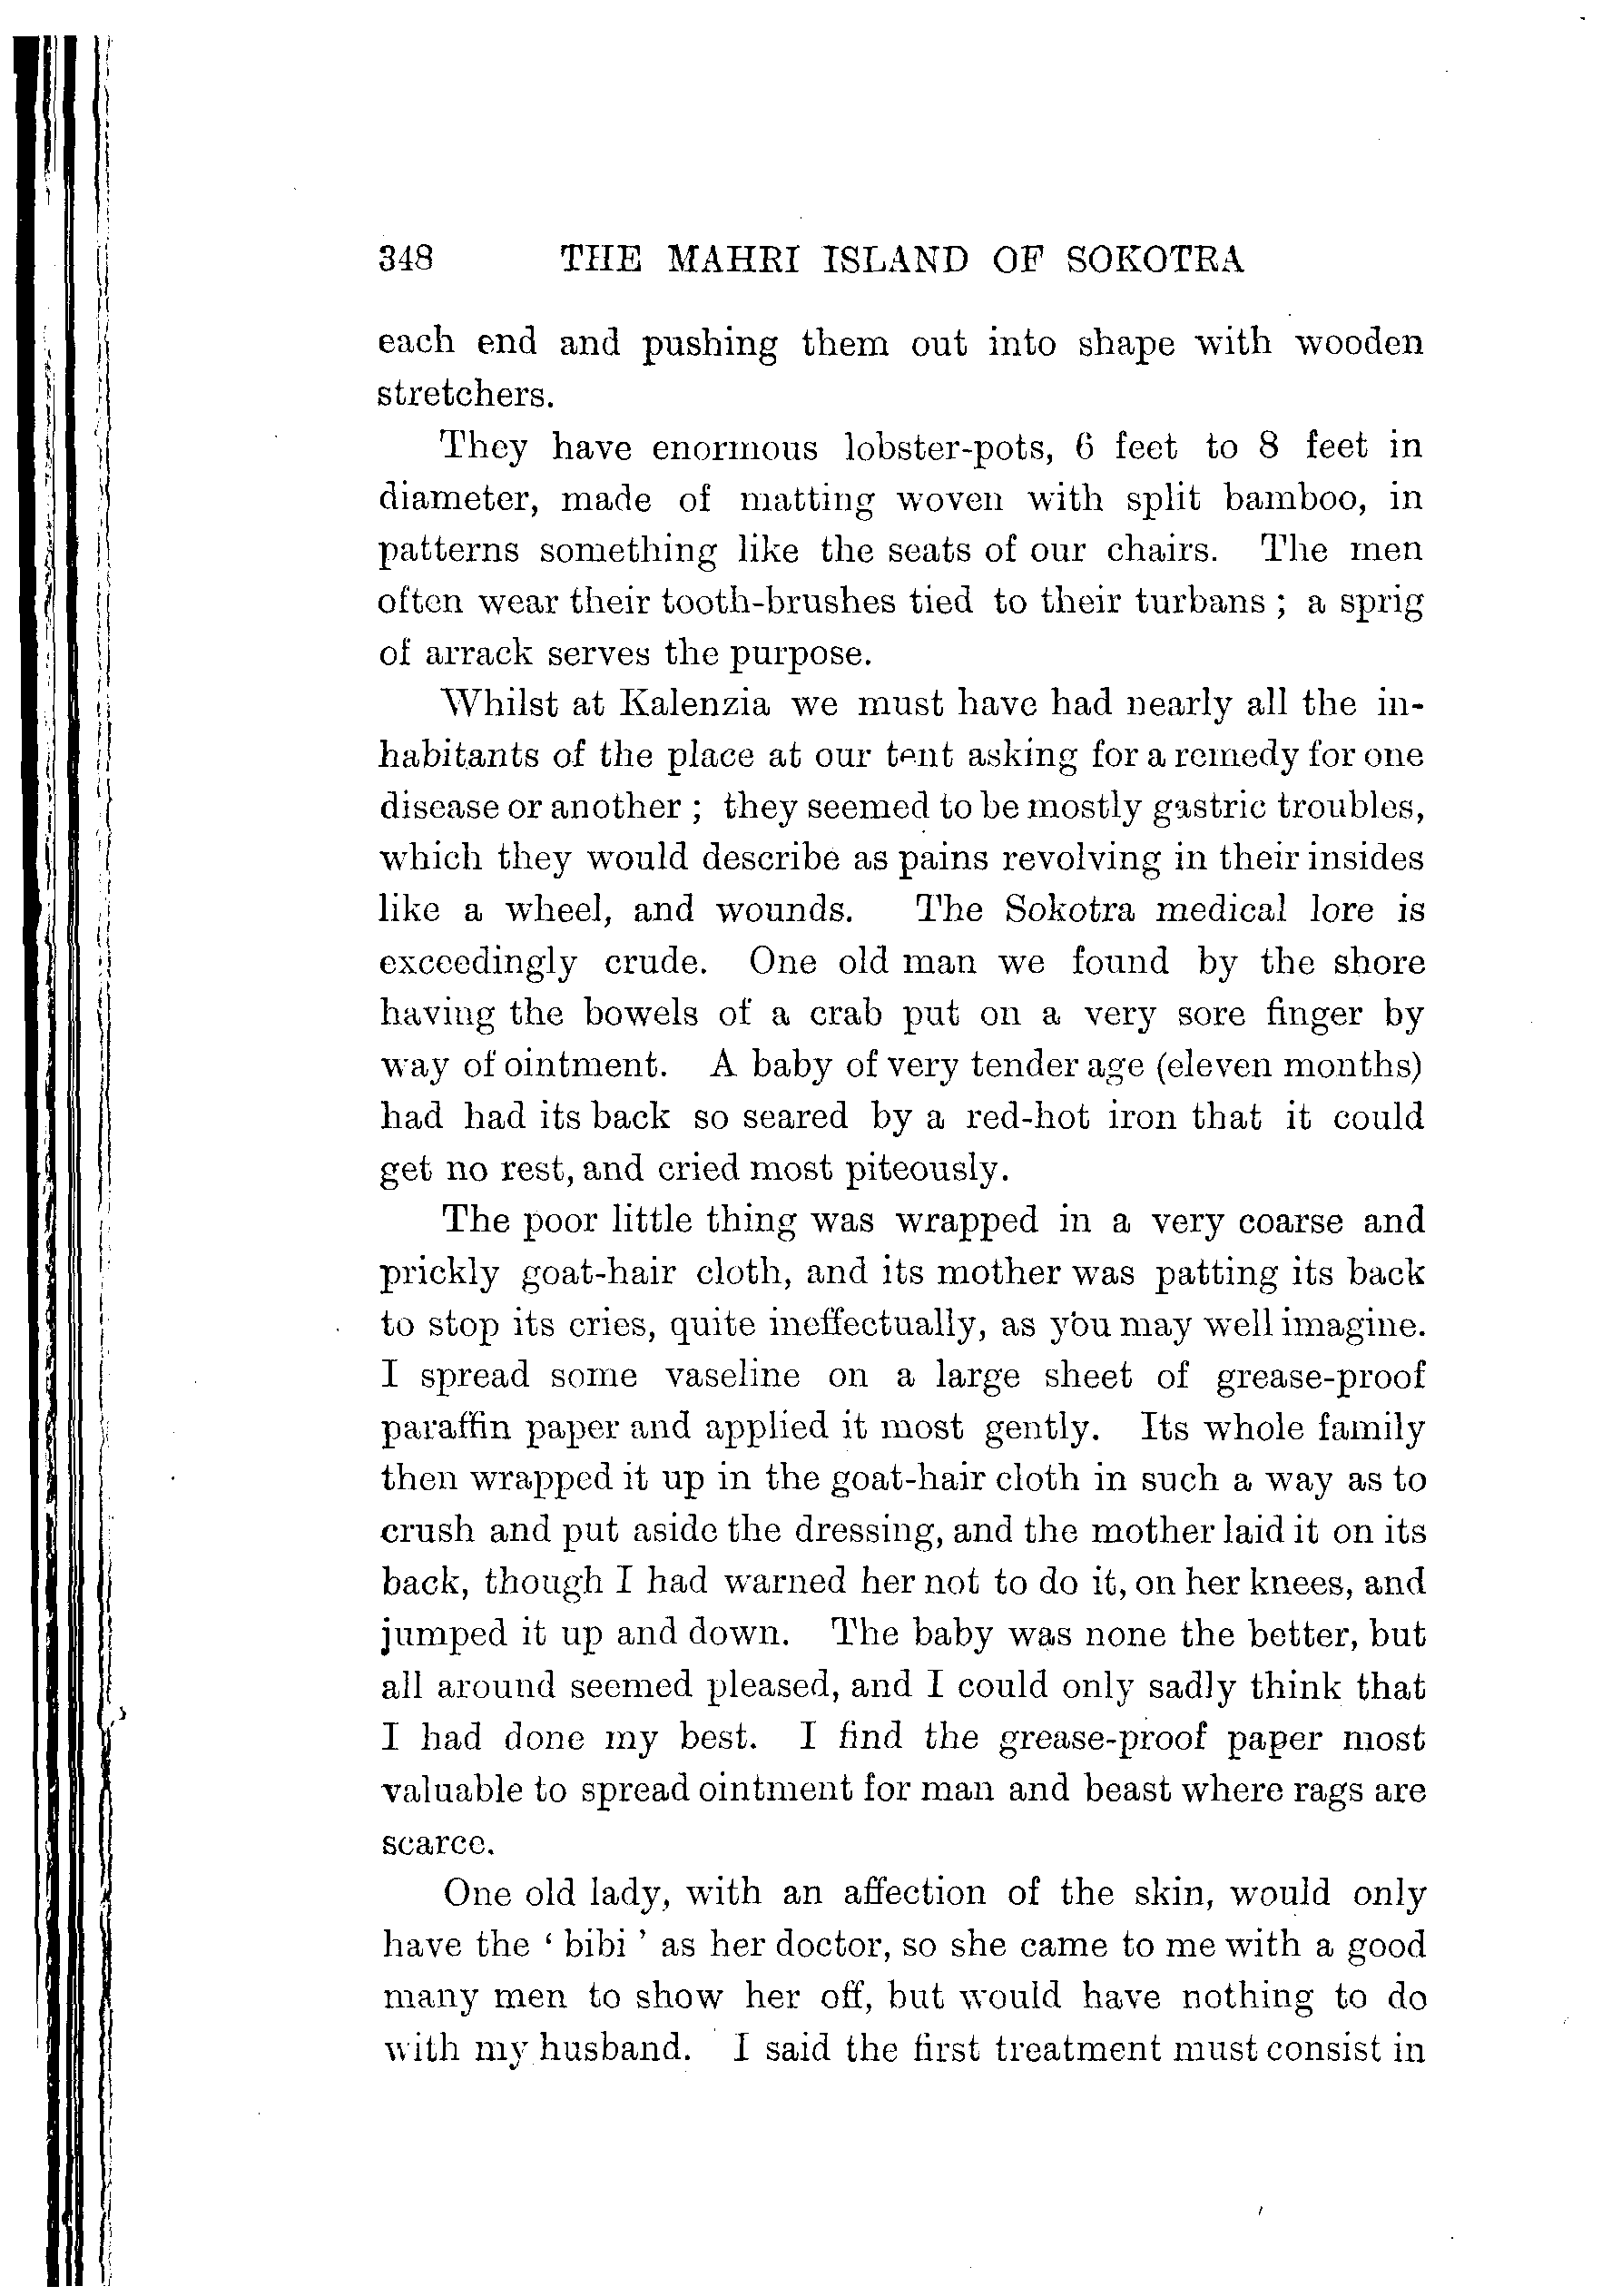 348 THE MAHRI ISLAND OF SOKOTRA
each end and pushing them out into shape with wooden
stretchers.
They have enormous lobster-pots, 6 feet to 8 feet in
diameter, made of matting woven with split bamboo, in
patterns something like the seats of our chairs. The men
often wear their tooth-brushes tied to their turbans ; a sprig
of arrack serves the purpose.
Whilst at Kalenzia we must have had nearly all the in-
habitants of the place at our tent asking for a remedy for one
disease or another ; they seemed to be mostly gastric troubles,
which they would describe as pains revolving in their insides
like a wheel, and wounds. The Sokotra medical lore is
exceedingly crude. One old man we found by the shore
having the bowels of a crab put on a very sore finger by
way of ointment. A baby of very tender age (eleven months)
had had its back so seared by a red-hot iron that it could
get no rest, and cried most piteously.
The poor little thing was wrapped in a very coarse and
prickly goat-hair cloth, and its mother was patting its back
to stop its cries, quite ineffectually, as you may well imagine.
I spread some vaseline on a large sheet of grease-proof
paraffin paper and applied it most gently. Its whole family
then wrapped it up in the goat-hair cloth in such a way as to
crush and put aside the dressing, and the mother laid it on its
back, though I had warned her not to do it, on her knees, and
jumped it up and down. The baby was none the better, but
all around seemed pleased, and I could only sadly think that
I had done my best. I find the grease-proof paper most
valuable to spread ointment for man and beast where rags are
scarce.
One old lady, with an affection of the skin, would only
have the ‘ bibi ’ as her doctor, so she came to me with a good
many men to show her off, but would have nothing to do
with my husband. I said the first treatment must consist in